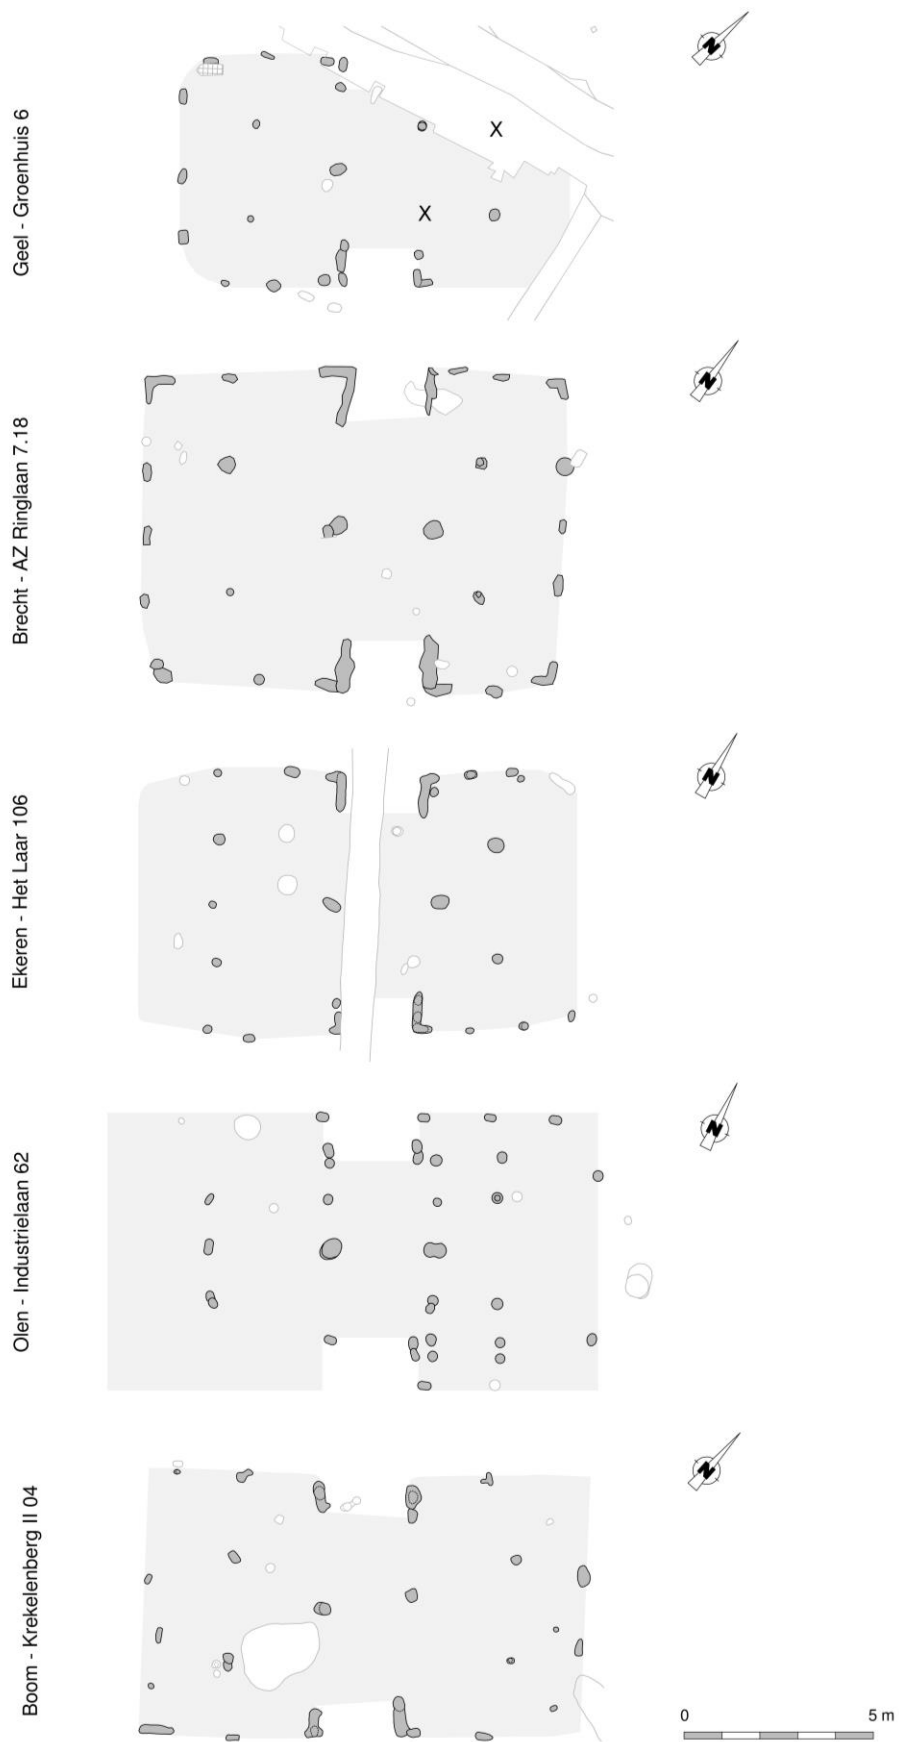 Geel - Groenhuis 6
N
X
X
Brecht - AZ Ringlaan 7.18
N
Ekeren - Het Laar 106
N
Olen - Industrielaan 62
N
Boom - Krekelenberg II 04
N
0 5 m